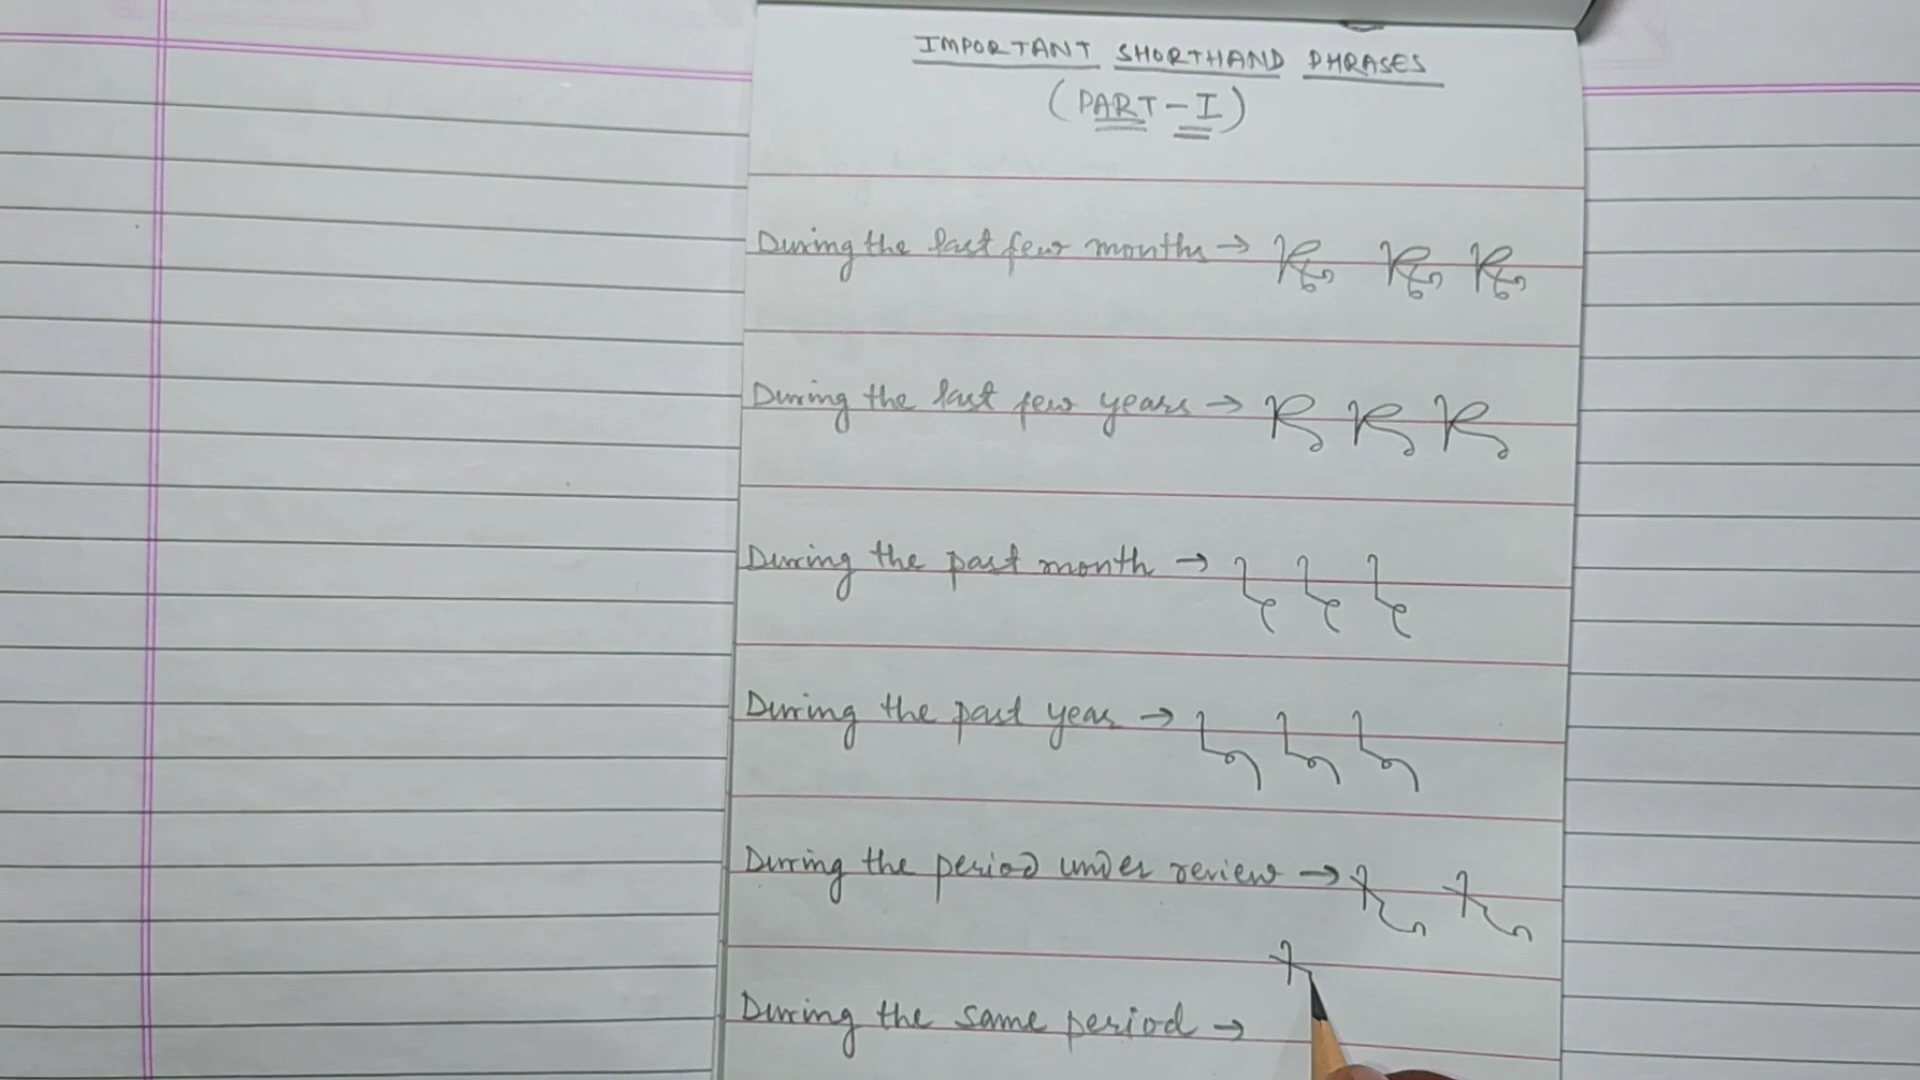 IMPORTANT SHORTHAND PHRASES
(PART-I)
During the last few months →
During the last few years →
During the past month →
During the past year →
During the period under review →
During the same period →